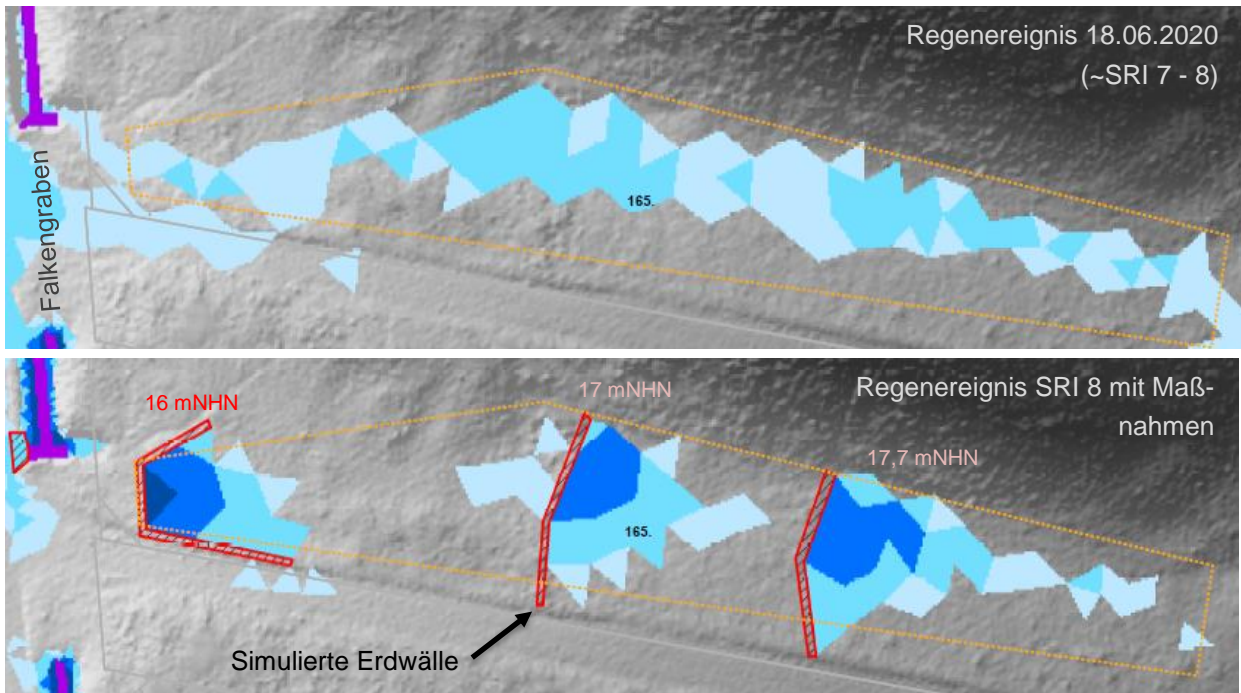 Regenereignis 18.06.2020
(~SRI 7 - 8)
Falkengraben
165.
Regenereignis SRI 8 mit Maß-
nahmen
16 mNHN
17 mNHN
17,7 mNHN
165.
Simulierte Erdwälle